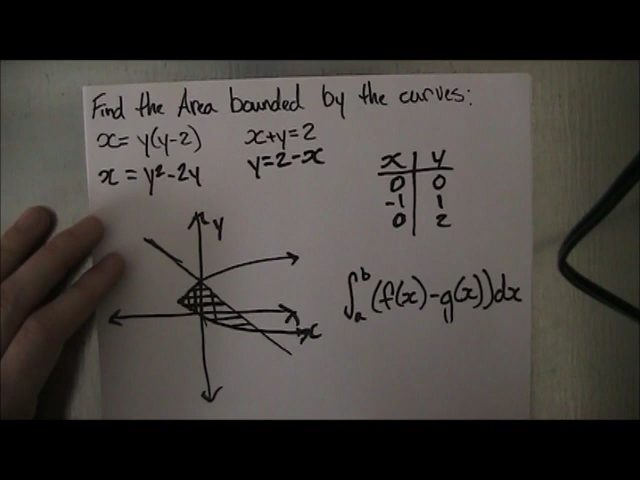 Find the Area bounded by the curves:
x = y(y-2) x+y=2
x = y²-2y y=2-x
x y
0 0
-1 1
0 2
y
∫ₐᵇ (f(x)-g(x))dx
x